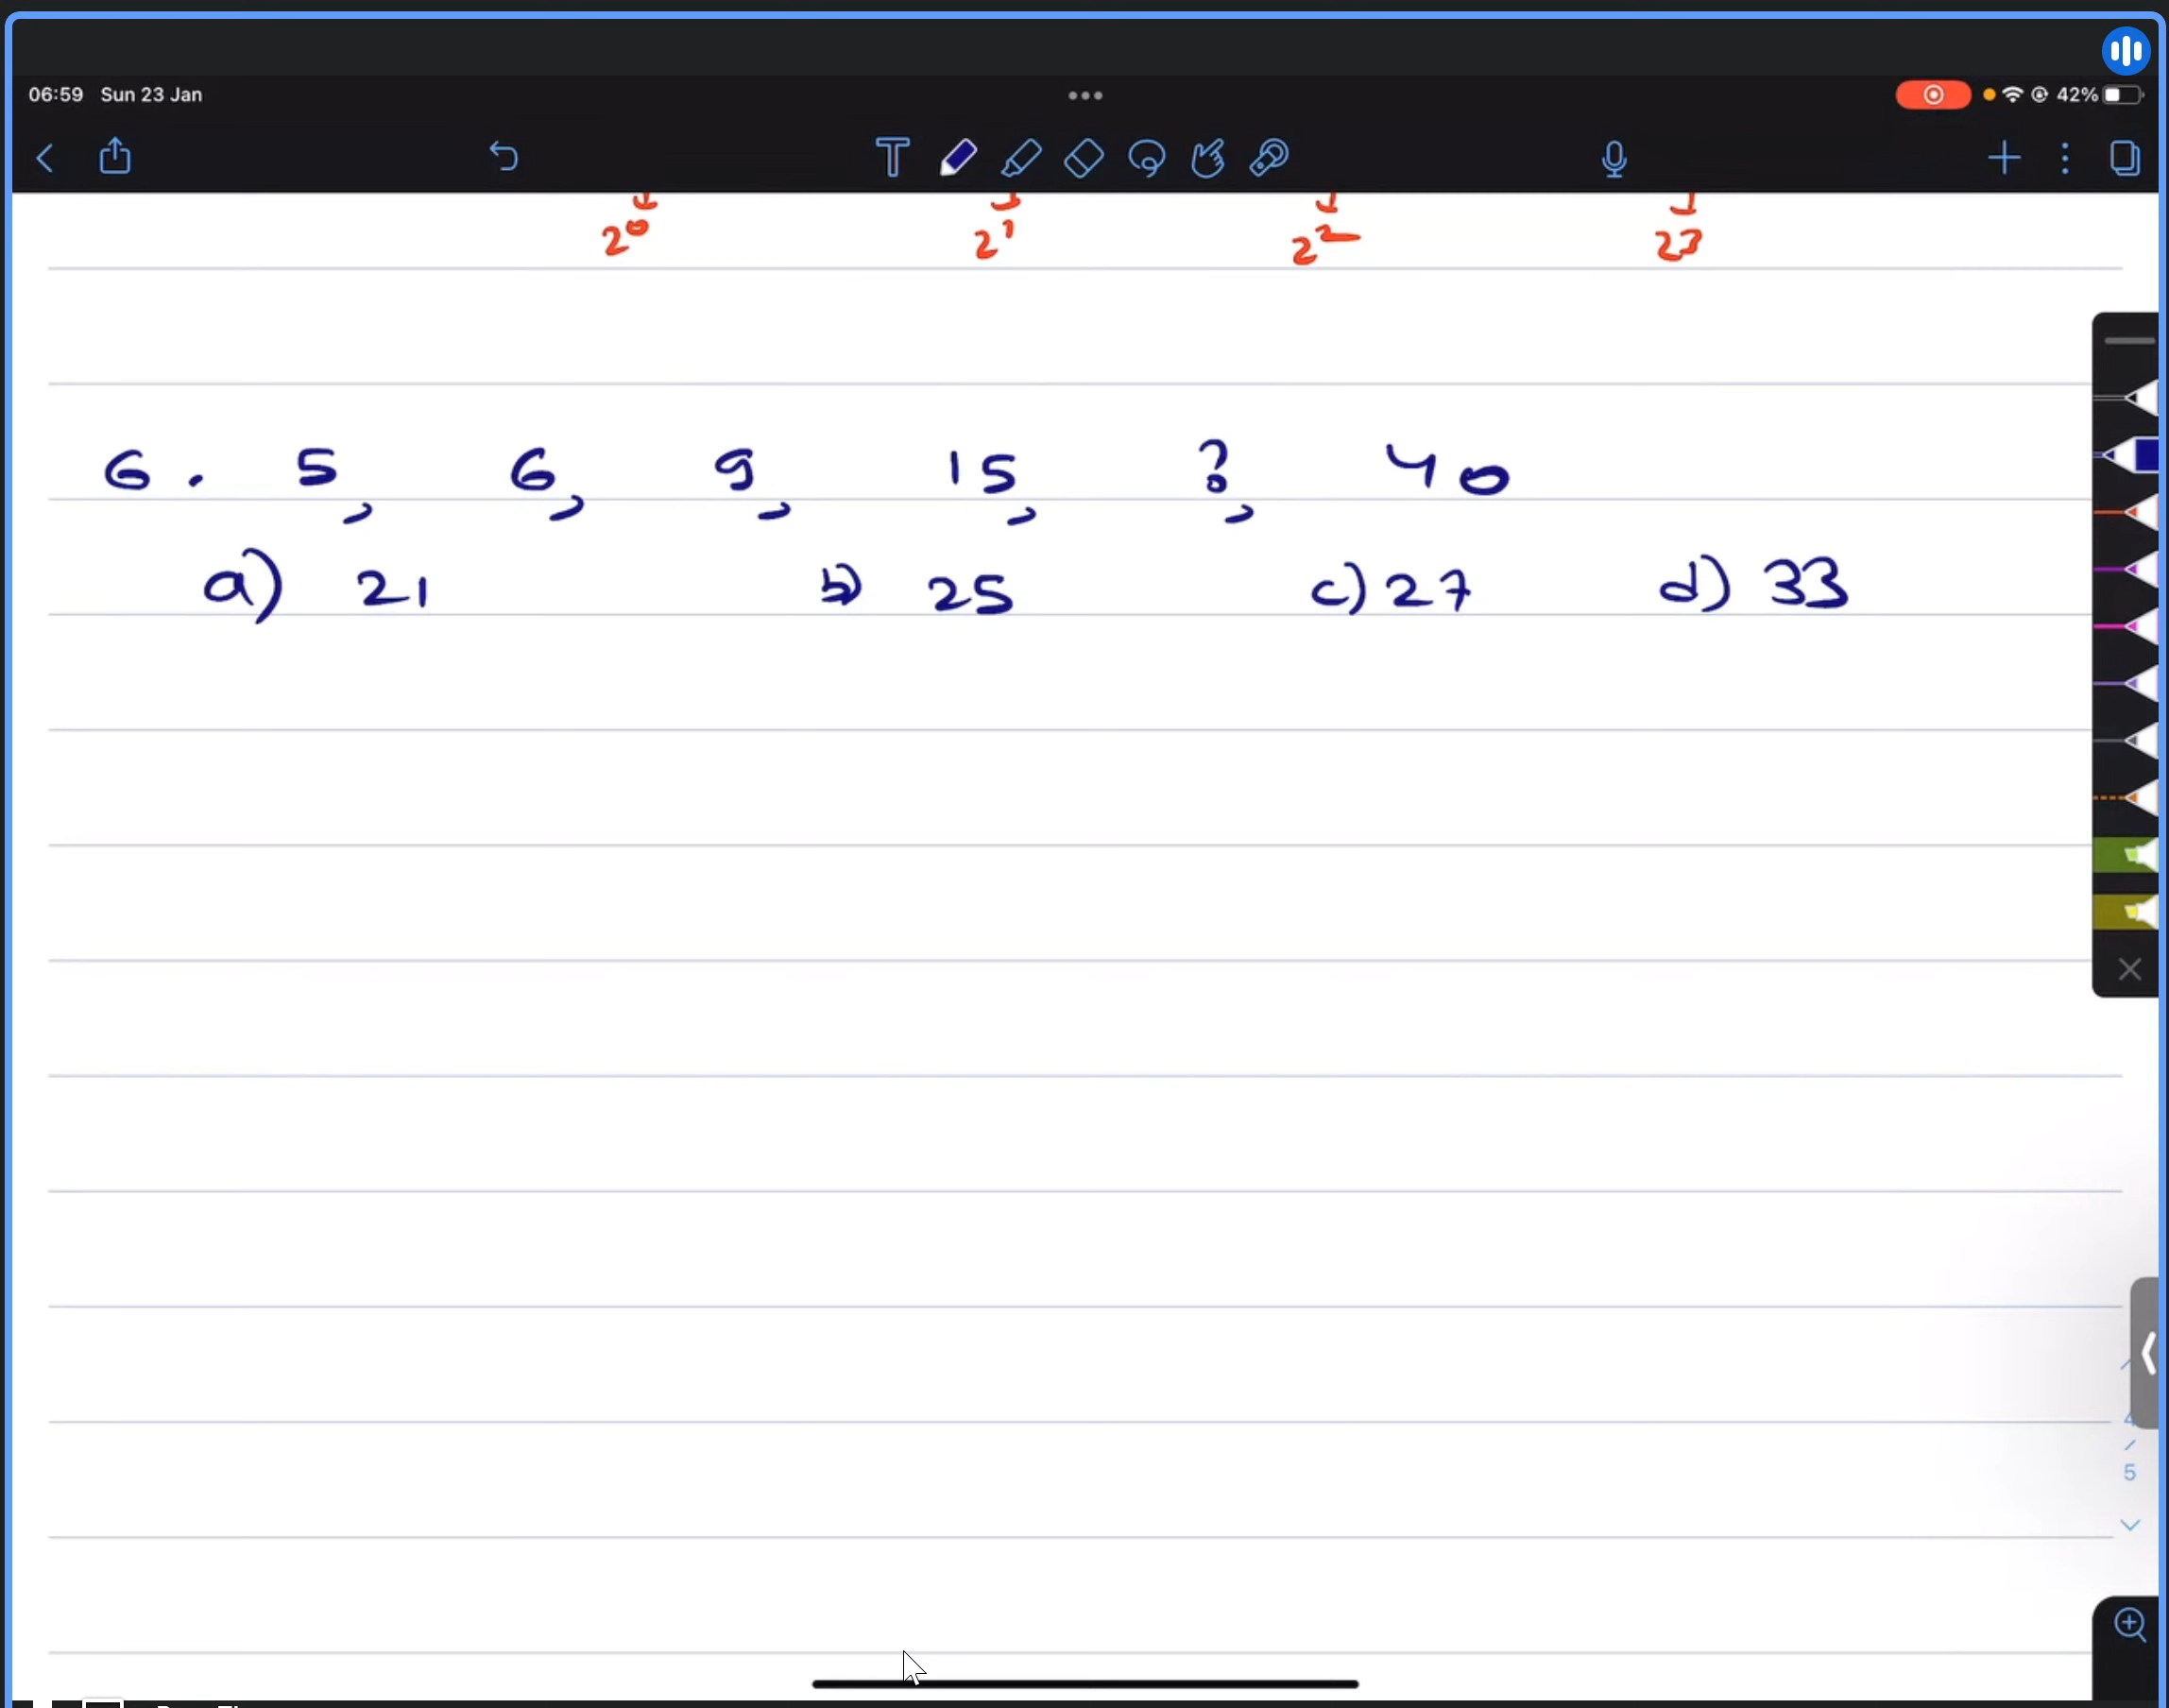 06:59 Sun 23 Jan 42%
2⁰ 2¹ 2² 2³
6. 5, 6, 9, 15, ?, 40
a) 21 b) 25 c) 27 d) 33
5